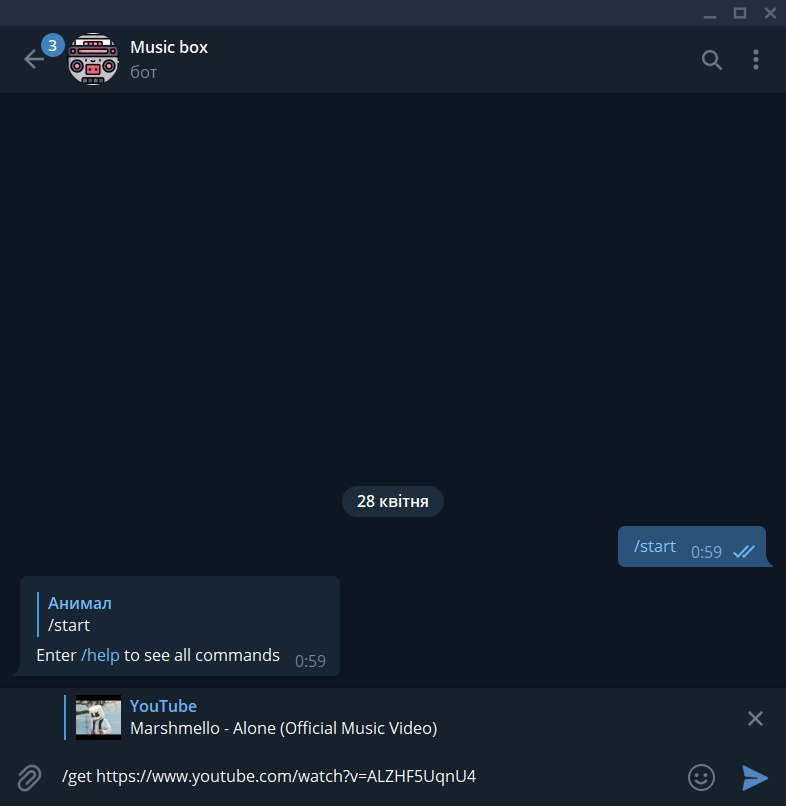 3
Music box
бот
28 квітня
/start 0:59
Анимал
/start
Enter /help to see all commands 0:59
YouTube
Marshmello - Alone (Official Music Video)
/get https://www.youtube.com/watch?v=ALZHF5UqnU4